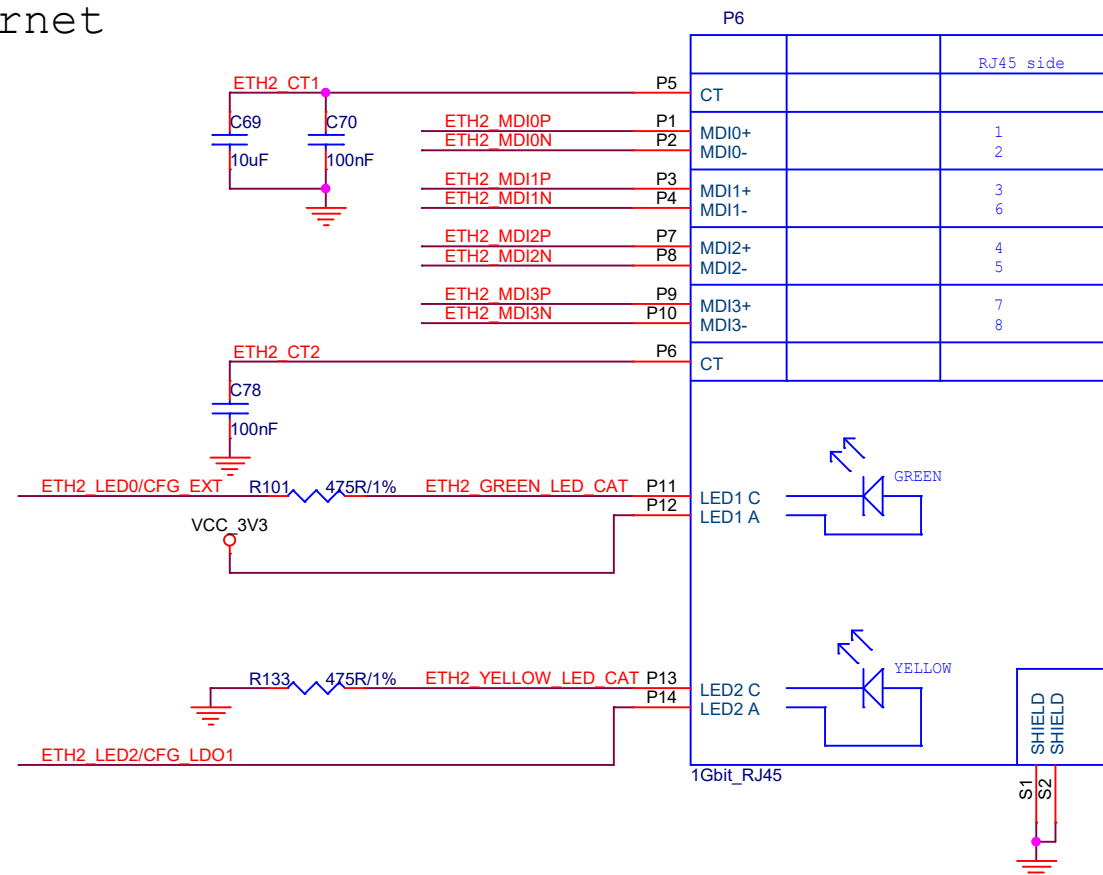 rnet
P6
RJ45 side
ETH2_CT1
P5
CT
C69
10uF
C70
100nF
ETH2_MDI0P
P1
MDI0+
1
ETH2_MDI0N
P2
MDI0-
2
ETH2_MDI1P
P3
MDI1+
3
ETH2_MDI1N
P4
MDI1-
6
ETH2_MDI2P
P7
MDI2+
4
ETH2_MDI2N
P8
MDI2-
5
ETH2_MDI3P
P9
MDI3+
7
ETH2_MDI3N
P10
MDI3-
8
ETH2_CT2
P6
CT
C78
100nF
ETH2_LED0/CFG_EXT
R101
475R/1%
ETH2_GREEN_LED_CAT
P11
LED1 C
P12
LED1 A
GREEN
VCC_3V3
R133
475R/1%
ETH2_YELLOW_LED_CAT
P13
LED2 C
P14
LED2 A
YELLOW
ETH2_LED2/CFG_LDO1
SHIELD
SHIELD
1Gbit_RJ45
S1
S2